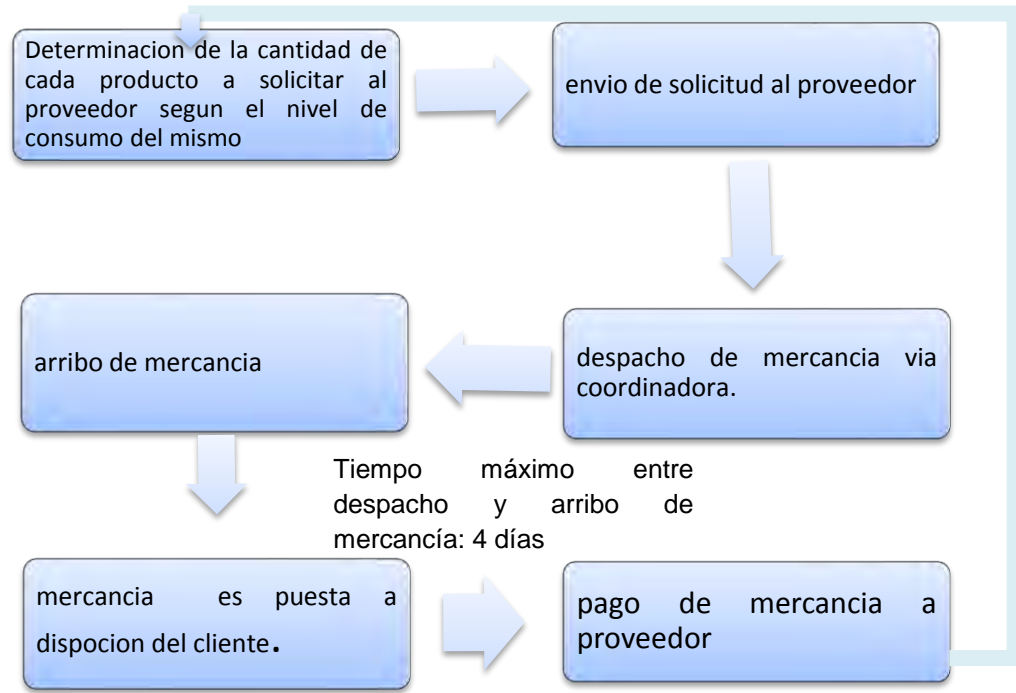 Determinacion de la cantidad de
cada producto a solicitar al
proveedor segun el nivel de
consumo del mismo
envio de solicitud al proveedor
despacho de mercancia via
coordinadora.
arribo de mercancia
Tiempo máximo entre
despacho y arribo de
mercancía: 4 días
mercancia es puesta a
dispocion del cliente.
pago de mercancia a
proveedor